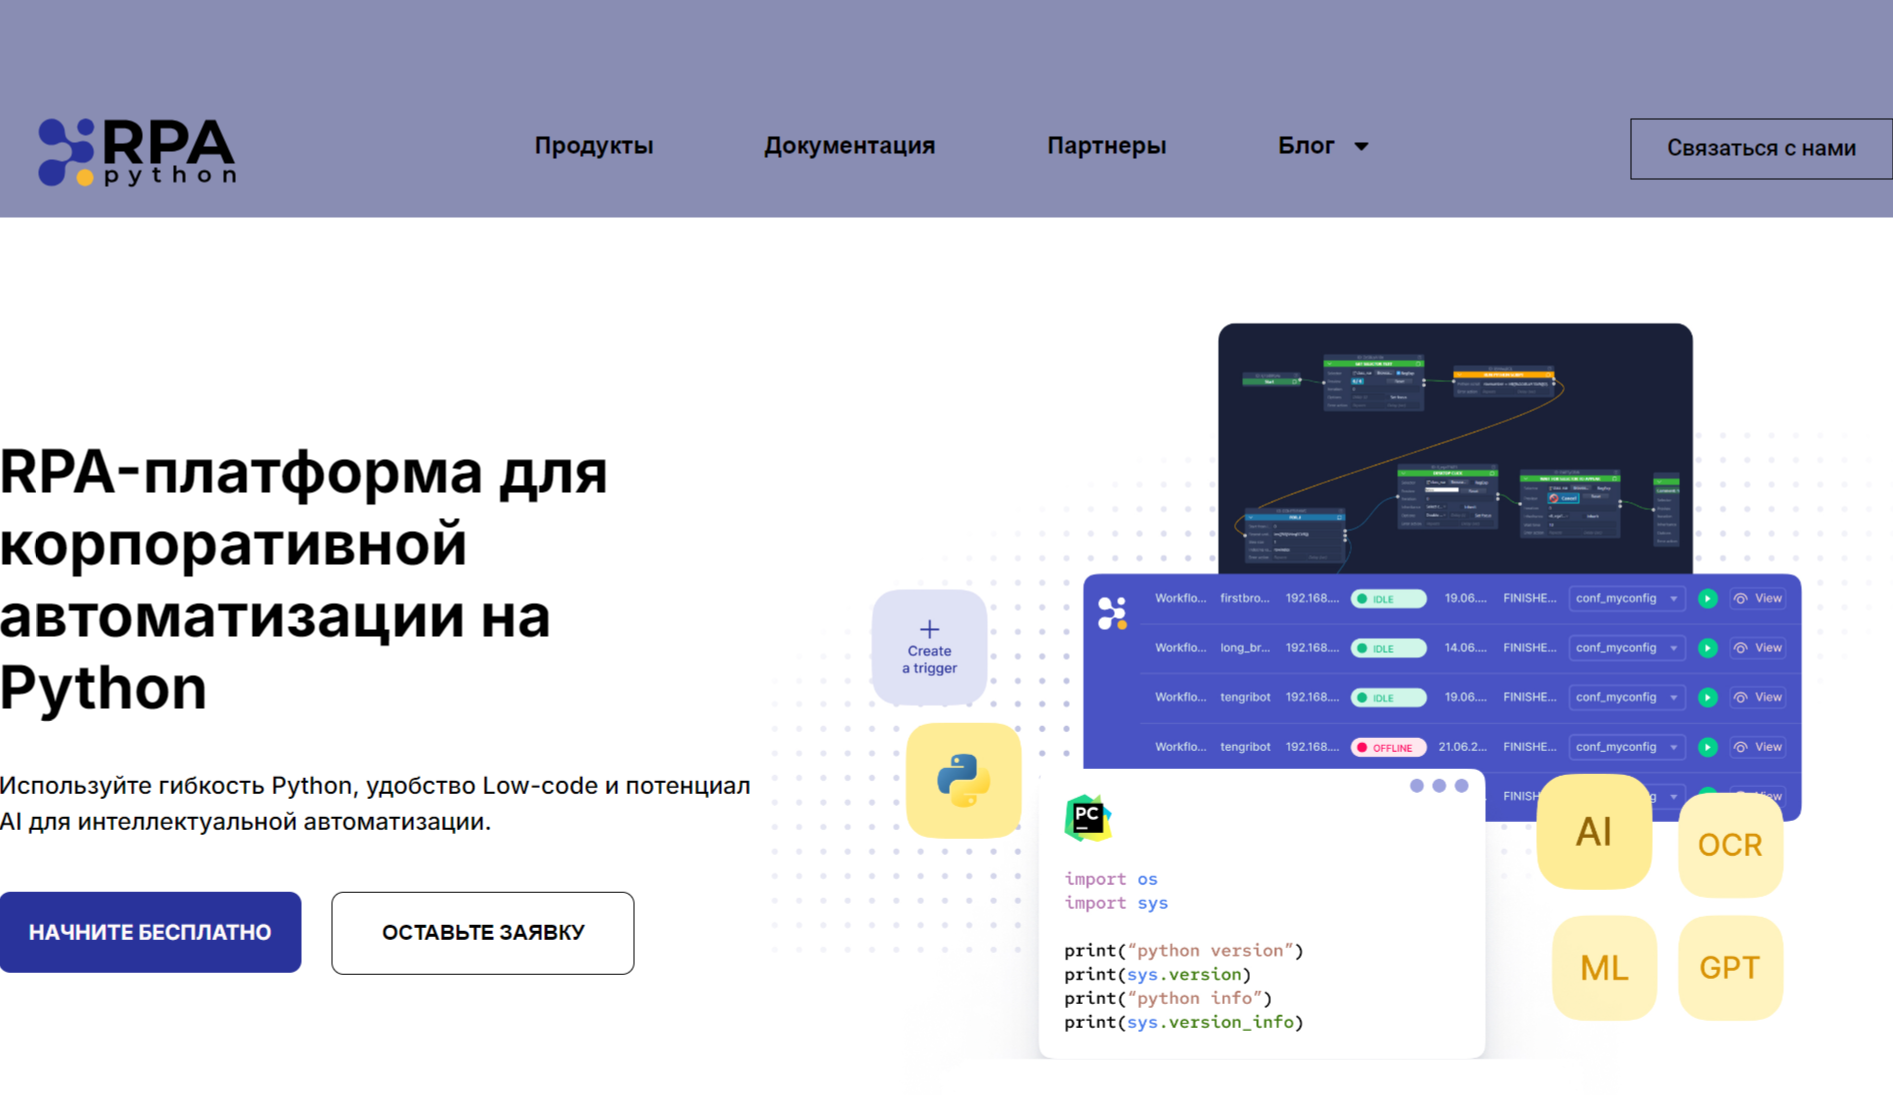 RPA
python
Продукты
Документация
Партнеры
Блог
Связаться с нами
RPA-платформа для
корпоративной
автоматизации на
Python
Используйте гибкость Python, удобство Low-code и потенциал
AI для интеллектуальной автоматизации.
НАЧНИТЕ БЕСПЛАТНО
ОСТАВЬТЕ ЗАЯВКУ
Start
Create
a trigger
Workflo... firstbro... 192.168.... IDLE 19.06.... FINISHE... conf_myconfig View
Workflo... long_br... 192.168.... IDLE 14.06.... FINISHE... conf_myconfig View
Workflo... tengribot 192.168.... IDLE 19.06.... FINISHE... conf_myconfig View
Workflo... tengribot 192.168.... OFFLINE 21.06.2... FINISHE... conf_myconfig View
PC
import os
import sys
print(“python version”)
print(sys.version)
print(“python info”)
print(sys.version_info)
AI
OCR
ML
GPT